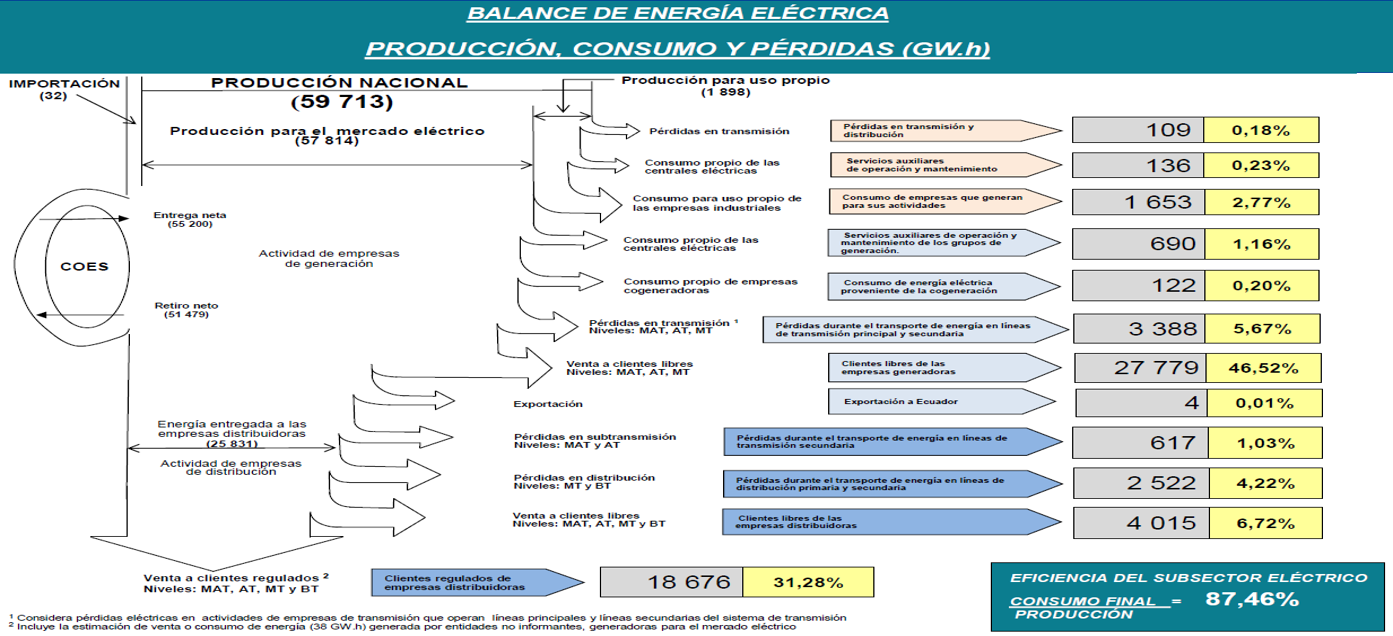 BALANCE DE ENERGÍA ELÉCTRICA
PRODUCCIÓN, CONSUMO Y PÉRDIDAS (GW.h)
IMPORTACIÓN
(32)
PRODUCCIÓN NACIONAL
(59 713)
Producción para uso propio
(1 898)
Producción para el mercado eléctrico
(57 814)
Pérdidas en transmisión
Pérdidas en transmisión y
distribución
109
0,18%
Consumo propio de las
centrales eléctricas
Servicios auxiliares
de operación y mantenimiento
136
0,23%
Consumo para uso propio de
las empresas industriales
Consumo de empresas que generan
para sus actividades
1 653
2,77%
Entrega neta
(55 200)
COES
Retiro neto
(51 479)
Actividad de empresas
de generación
Consumo propio de las
centrales eléctricas
Servicios auxiliares de operación y
mantenimiento de los grupos de
generación.
690
1,16%
Consumo propio de empresas
cogeneradoras
Consumo de energía eléctrica
proveniente de la cogeneración
122
0,20%
Pérdidas en transmisión ¹
Niveles: MAT, AT, MT
Pérdidas durante el transporte de energía en líneas
de transmisión principal y secundaria
3 388
5,67%
Venta a clientes libres
Niveles: MAT, AT, MT
Clientes libres de las
empresas generadoras
27 779
46,52%
Exportación
Exportación a Ecuador
4
0,01%
Energía entregada a las
empresas distribuidoras
(25 831)
Actividad de empresas
de distribución
Pérdidas en subtransmisión
Niveles: MAT y AT
Pérdidas durante el transporte de energía en líneas de
transmisión secundaria
617
1,03%
Pérdidas en distribución
Niveles: MT y BT
Pérdidas durante el transporte de energía en líneas de
distribución primaria y secundaria
2 522
4,22%
Venta a clientes libres
Niveles: MAT, AT, MT y BT
Clientes libres de las
empresas distribuidoras
4 015
6,72%
Venta a clientes regulados ²
Niveles: MAT, AT, MT y BT
Clientes regulados de
empresas distribuidoras
18 676
31,28%
EFICIENCIA DEL SUBSECTOR ELÉCTRICO
CONSUMO FINAL = 87,46%
PRODUCCIÓN
¹ Considera pérdidas eléctricas en actividades de empresas de transmisión que operan líneas principales y líneas secundarias del sistema de transmisión
² Incluye la estimación de venta o consumo de energía (38 GW.h) generada por entidades no informantes, generadoras para el mercado eléctrico